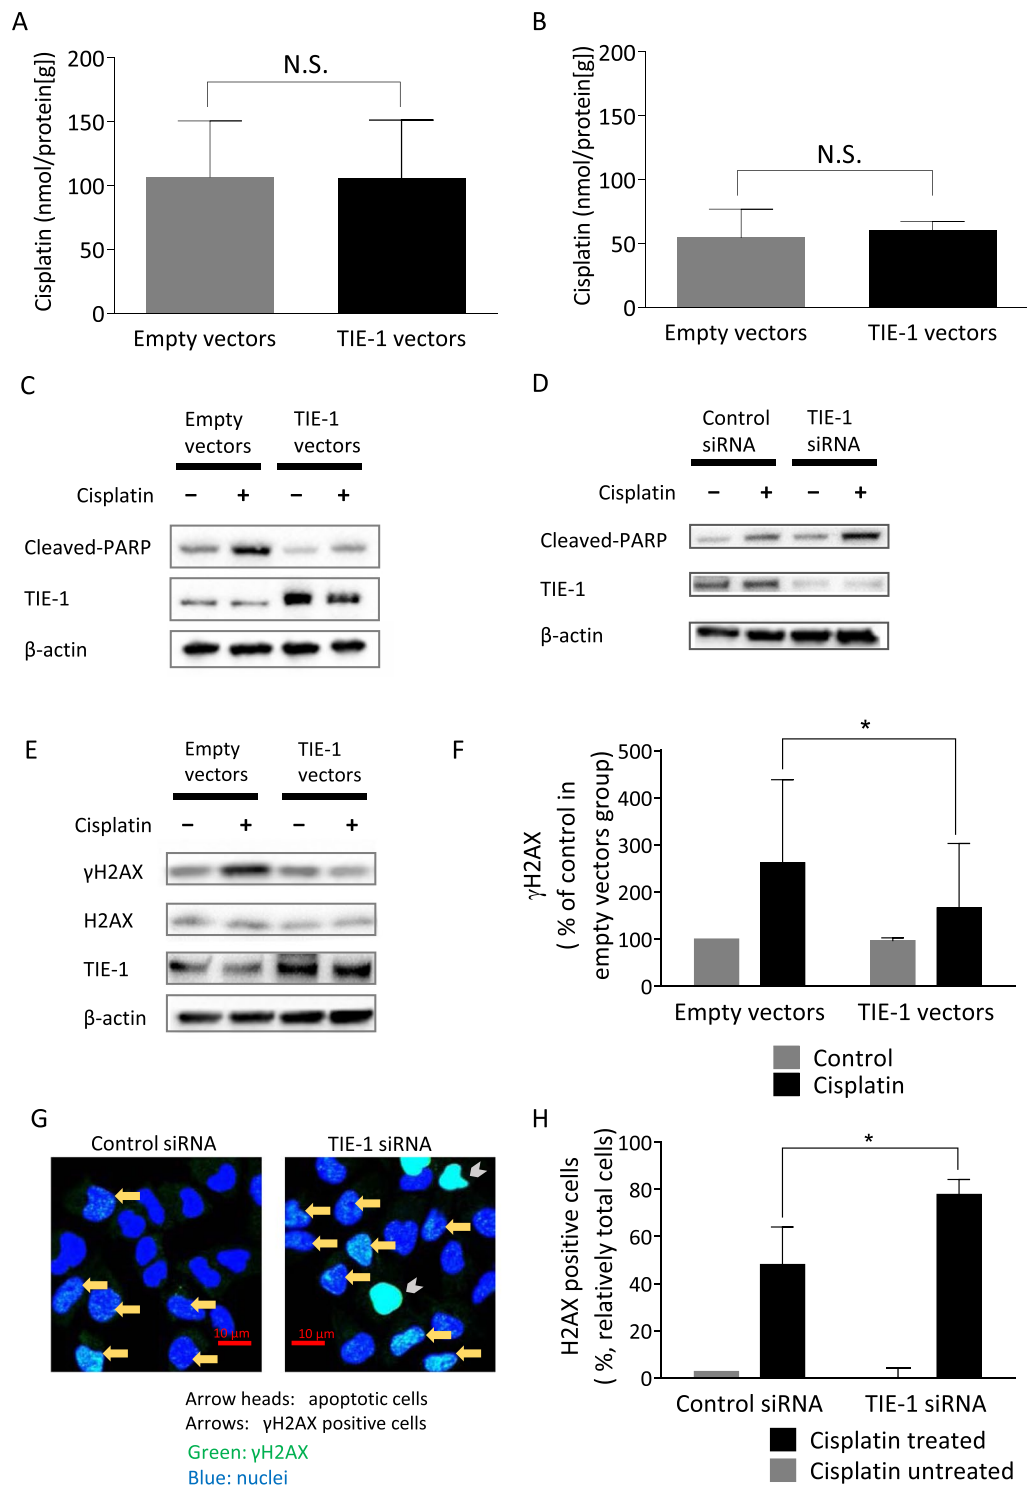 A
Cisplatin (nmol/protein[g])
200
150
100
50
0
N.S.
Empty vectors
TIE-1 vectors
B
Cisplatin (nmol/protein[g])
200
150
100
50
0
N.S.
Empty vectors
TIE-1 vectors
C
Empty
vectors
TIE-1
vectors
Cisplatin − + − +
Cleaved-PARP
TIE-1
β-actin
D
Control
siRNA
TIE-1
siRNA
Cisplatin − + − +
Cleaved-PARP
TIE-1
β-actin
E
Empty
vectors
TIE-1
vectors
Cisplatin − + − +
γH2AX
H2AX
TIE-1
β-actin
F
γH2AX
( % of control in
empty vectors group)
500
400
300
200
100
0
*
Empty vectors
TIE-1 vectors
Control
Cisplatin
G
Control siRNA
TIE-1 siRNA
10 μm
10 μm
Arrow heads: apoptotic cells
Arrows: γH2AX positive cells
Green: γH2AX
Blue: nuclei
H
H2AX positive cells
( %, relatively total cells)
100
80
60
40
20
0
*
Control siRNA
TIE-1 siRNA
Cisplatin treated
Cisplatin untreated